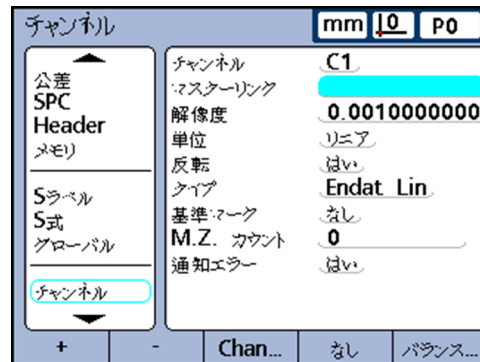 チャンネル mm 0 P0
公差
SPC
Header
メモリ
Sラベル
S式
グローバル
チャンネル
チャンネル C1
マスターリング
解像度 0.0010000000
単位 リニア
反転 はい
タイプ Endat Lin
基準マーク なし
M.Z. カウント 0
通知エラー はい
+ - Chan... なし バランス...